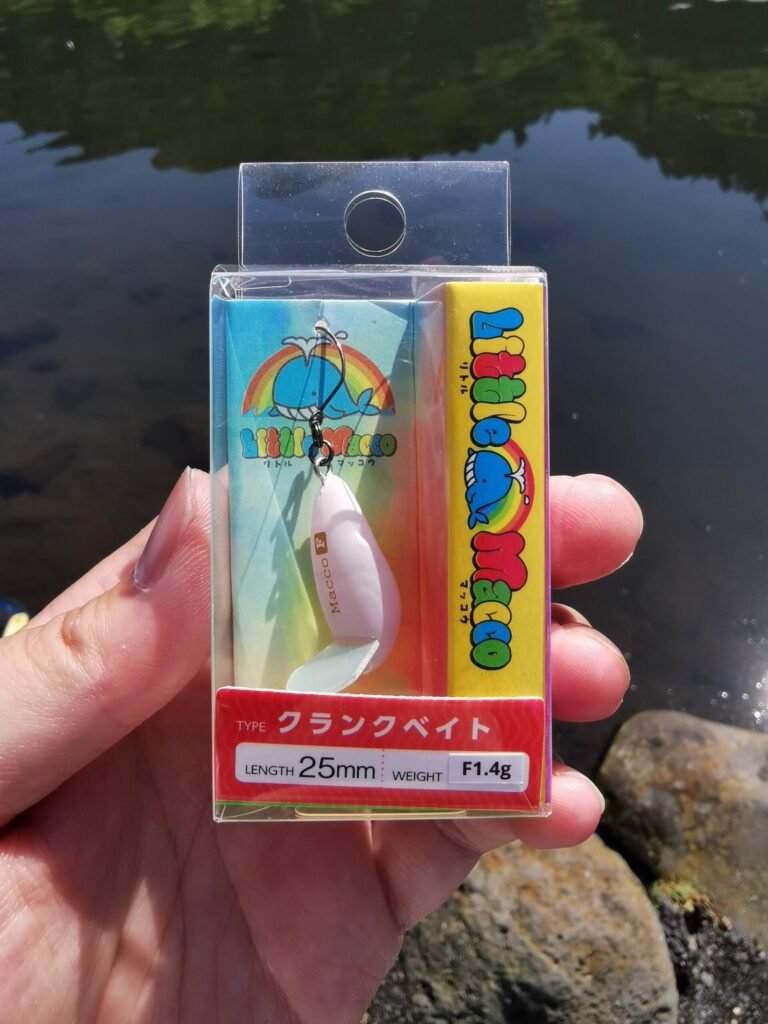 Little Macco
リトル マッコウ
Macco F
Little
リトル
Macco
マッコウ
TYPE クランクベイト
LENGTH 25mm WEIGHT F1.4g